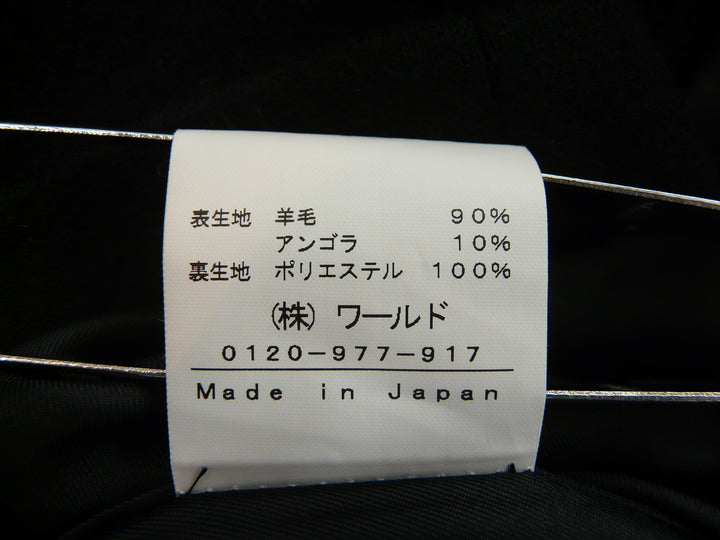 表生地 羊毛 90%
アンゴラ 10%
裏生地 ポリエステル 100%
(株) ワールド
0120-977-917
Made in Japan